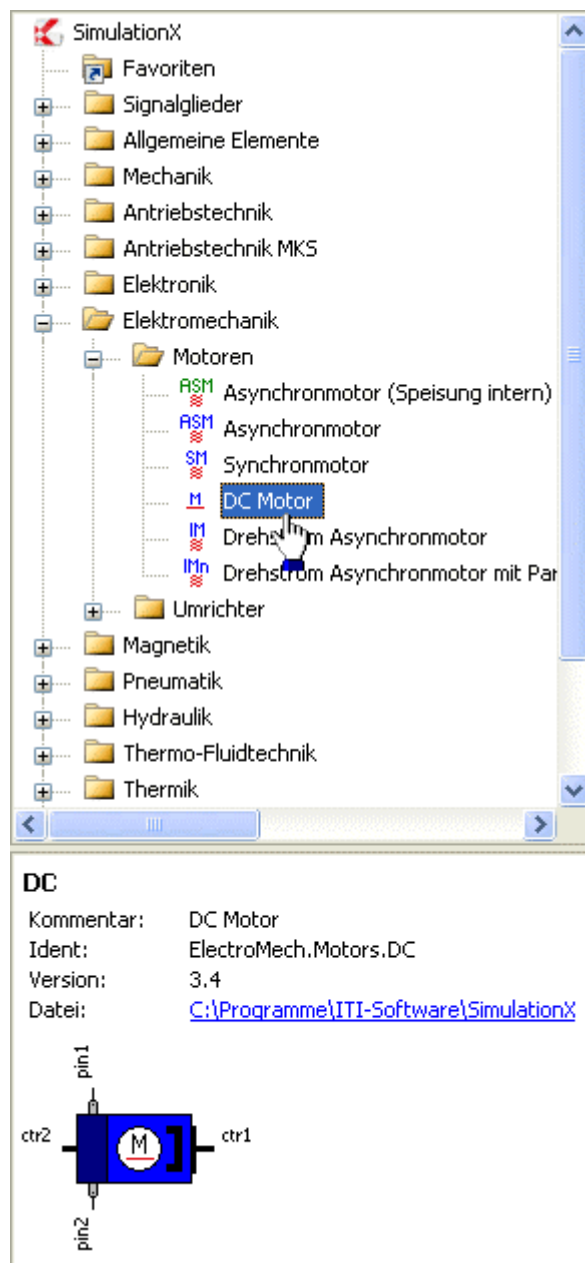 SimulationX
Favoriten
Signalglieder
Allgemeine Elemente
Mechanik
Antriebstechnik
Antriebstechnik MKS
Elektronik
Elektromechanik
Motoren
ASM Asynchronmotor (Speisung intern)
ASM Asynchronmotor
SM Synchronmotor
M DC Motor
IM Drehstrom Asynchronmotor
IMn Drehstrom Asynchronmotor mit Par
Umrichter
Magnetik
Pneumatik
Hydraulik
Thermo-Fluidtechnik
Thermik
DC
Kommentar: DC Motor
Ident: ElectroMech.Motors.DC
Version: 3.4
Datei: C:\Programme\ITI-Software\SimulationX
pin1
ctr2 M ctr1
pin2